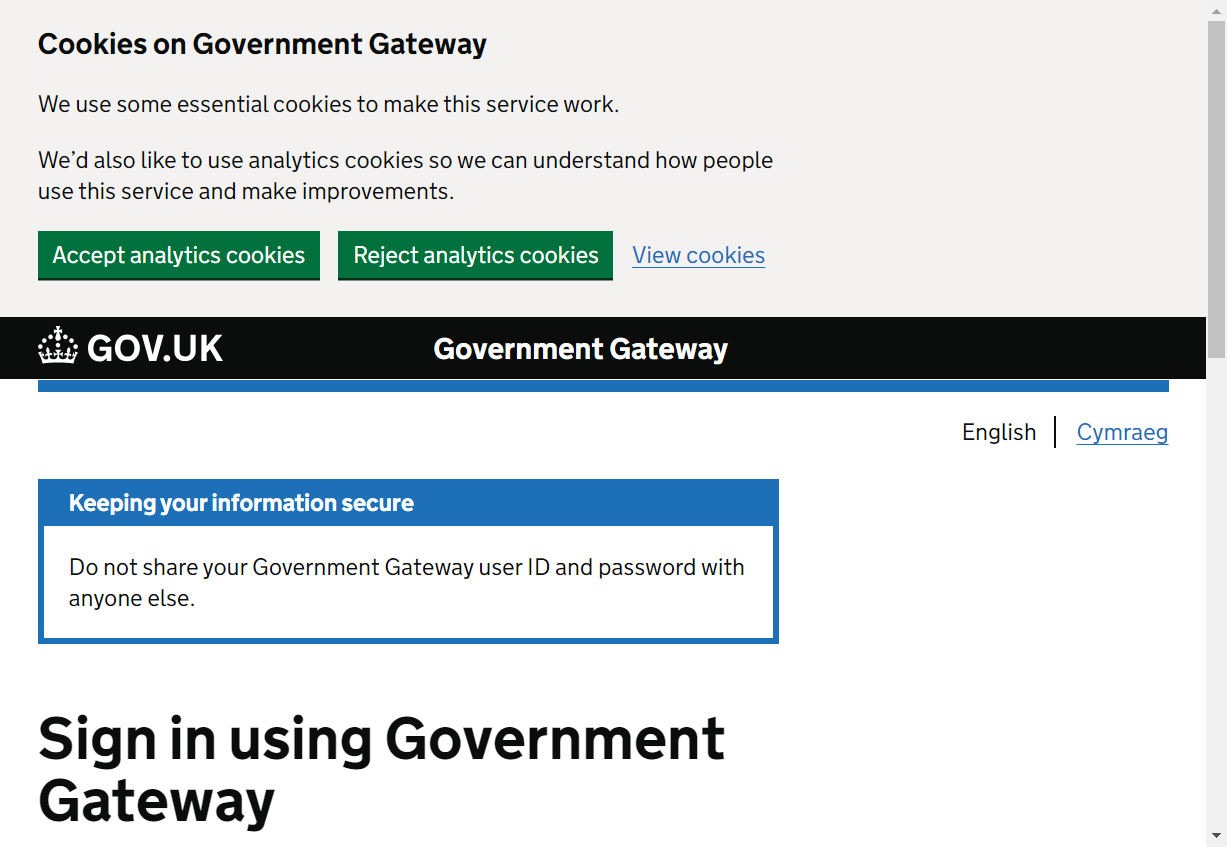 Cookies on Government Gateway
We use some essential cookies to make this service work.
We’d also like to use analytics cookies so we can understand how people
use this service and make improvements.
Accept analytics cookies
Reject analytics cookies
View cookies
GOV.UK
Government Gateway
English
Cymraeg
Keeping your information secure
Do not share your Government Gateway user ID and password with
anyone else.
Sign in using Government
Gateway